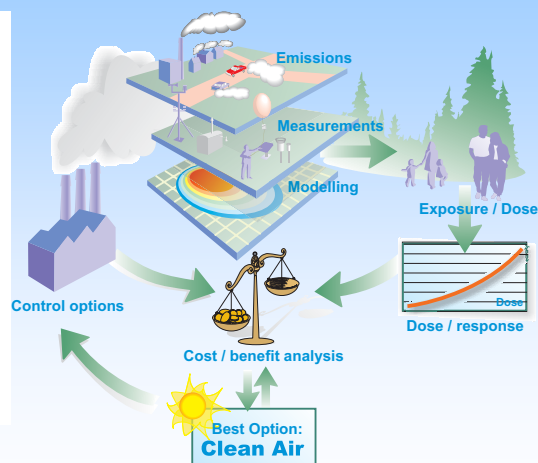 Emissions
Measurements
Modelling
Exposure / Dose
Dose
Dose / response
Control options
Cost / benefit analysis
Best Option:
Clean Air